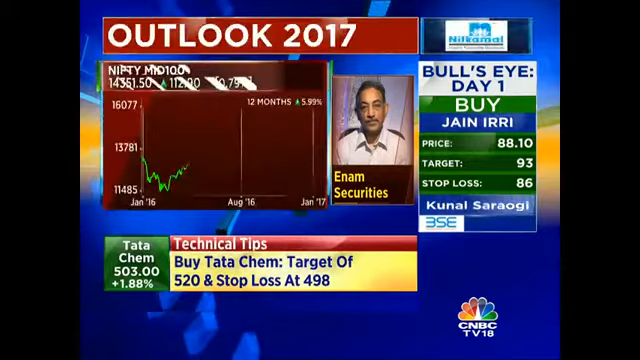 OUTLOOK 2017
Nilkamal
NIFTY MID100
14351.50 112.90
12 MONTHS 5.99%
16077
13781
11485
Jan '16
Aug '16
Jan '17
Enam
Securities
BULL'S EYE:
DAY 1
BUY
JAIN IRRI
PRICE: 88.10
TARGET: 93
STOP LOSS: 86
Kunal Saraogi
BSE
Tata
Chem
503.00
+1.88%
Technical Tips
Buy Tata Chem: Target Of
520 & Stop Loss At 498
CNBC
TV18